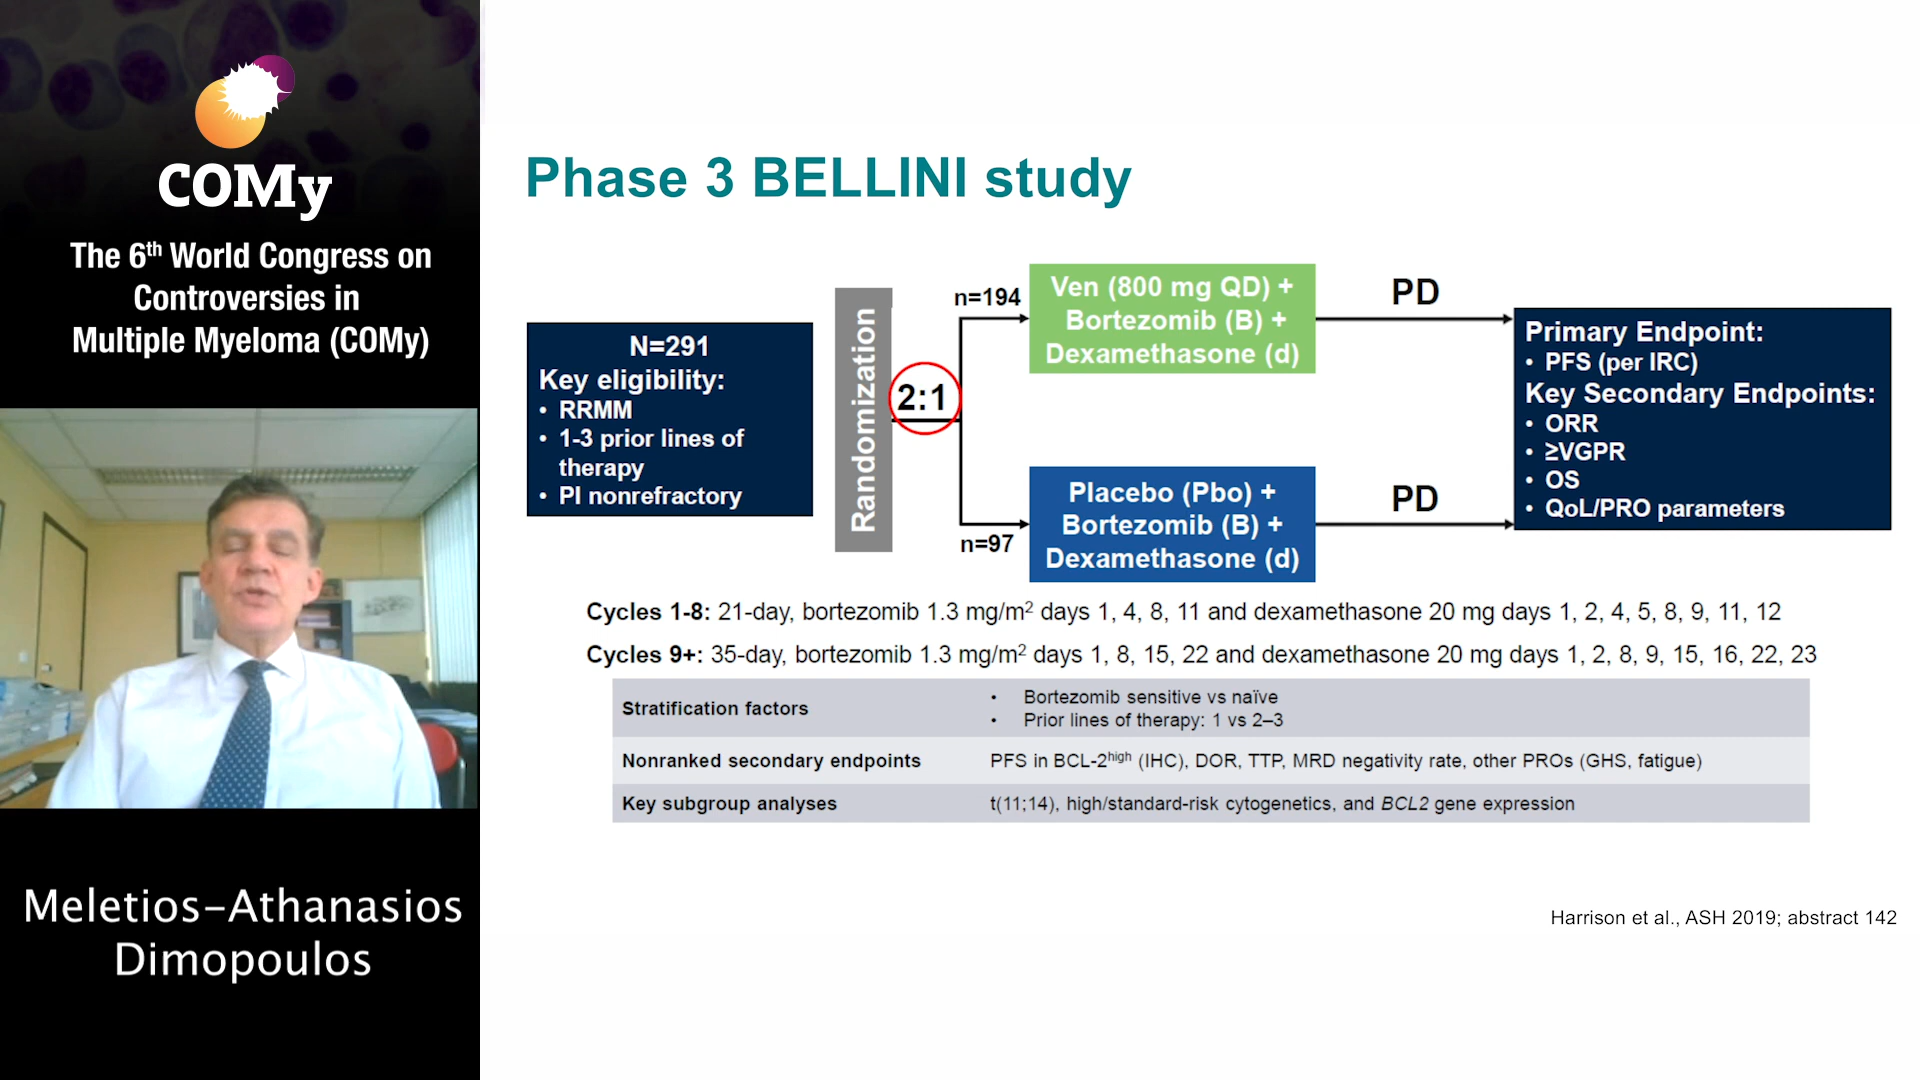 COMy
The 6th World Congress on
Controversies in
Multiple Myeloma (COMy)
Meletios-Athanasios
Dimopoulos
Phase 3 BELLINI study
N=291
Key eligibility:
• RRMM
• 1-3 prior lines of
therapy
• PI nonrefractory
Randomization
2:1
n=194
n=97
Ven (800 mg QD) +
Bortezomib (B) +
Dexamethasone (d)
PD
Placebo (Pbo) +
Bortezomib (B) +
Dexamethasone (d)
PD
Primary Endpoint:
• PFS (per IRC)
Key Secondary Endpoints:
• ORR
• ≥VGPR
• OS
• QoL/PRO parameters
Cycles 1-8: 21-day, bortezomib 1.3 mg/m² days 1, 4, 8, 11 and dexamethasone 20 mg days 1, 2, 4, 5, 8, 9, 11, 12
Cycles 9+: 35-day, bortezomib 1.3 mg/m² days 1, 8, 15, 22 and dexamethasone 20 mg days 1, 2, 8, 9, 15, 16, 22, 23
Stratification factors
• Bortezomib sensitive vs naïve
• Prior lines of therapy: 1 vs 2–3
Nonranked secondary endpoints PFS in BCL-2high (IHC), DOR, TTP, MRD negativity rate, other PROs (GHS, fatigue)
Key subgroup analyses t(11;14), high/standard-risk cytogenetics, and BCL2 gene expression
Harrison et al., ASH 2019; abstract 142